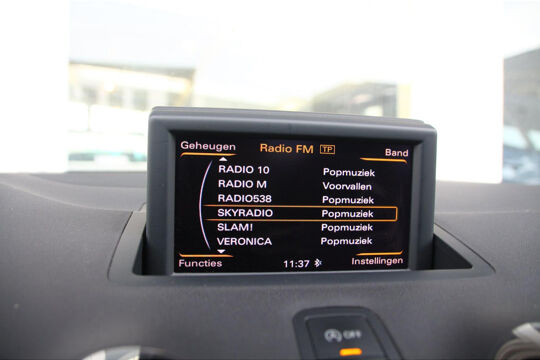 Geheugen Radio FM TP Band
RADIO 10 Popmuziek
RADIO M Voorvallen
RADIO538 Popmuziek
SKYRADIO Popmuziek
SLAM! Popmuziek
VERONICA Popmuziek
Functies 11:37 Instellingen
A OFF